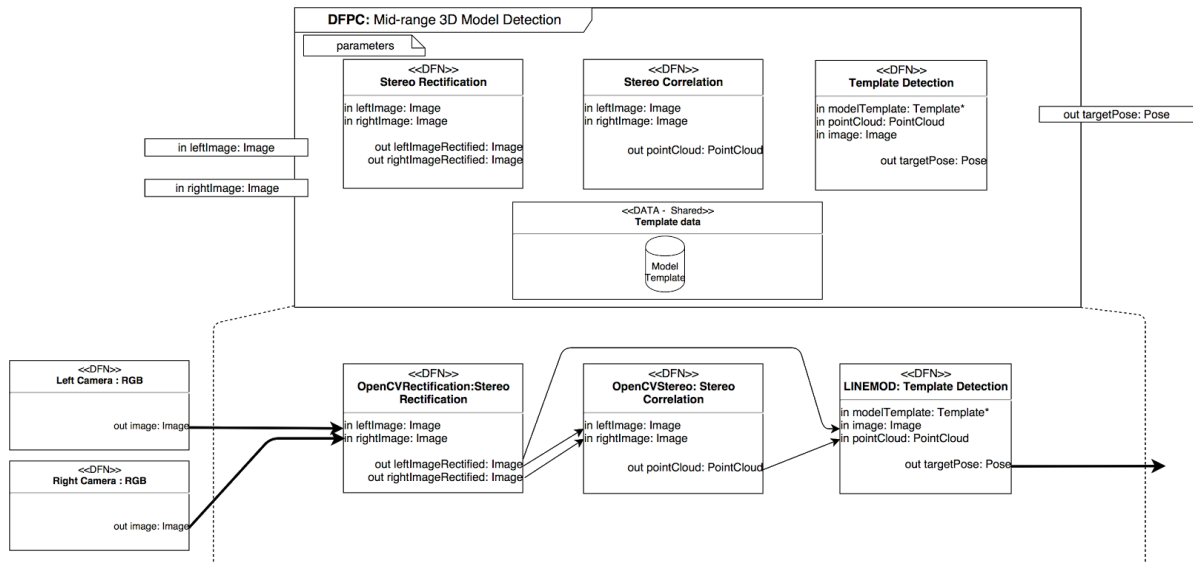 DFPC: Mid-range 3D Model Detection
parameters
<<DFN>>
Stereo Rectification
in leftImage: Image
in rightImage: Image
out leftImageRectified: Image
out rightImageRectified: Image
<<DFN>>
Stereo Correlation
in leftImage: Image
in rightImage: Image
out pointCloud: PointCloud
<<DFN>>
Template Detection
in modelTemplate: Template*
in pointCloud: PointCloud
in image: Image
out targetPose: Pose
out targetPose: Pose
in leftImage: Image
in rightImage: Image
<<DATA - Shared>>
Template data
Model
Template
<<DFN>>
Left Camera : RGB
out image: Image
<<DFN>>
Right Camera : RGB
out image: Image
<<DFN>>
OpenCVRectification:Stereo
Rectification
in leftImage: Image
in rightImage: Image
out leftImageRectified: Image
out rightImageRectified: Image
<<DFN>>
OpenCVStereo: Stereo
Correlation
in leftImage: Image
in rightImage: Image
out pointCloud: PointCloud
<<DFN>>
LINEMOD: Template Detection
in modelTemplate: Template*
in image: Image
in pointCloud: PointCloud
out targetPose: Pose